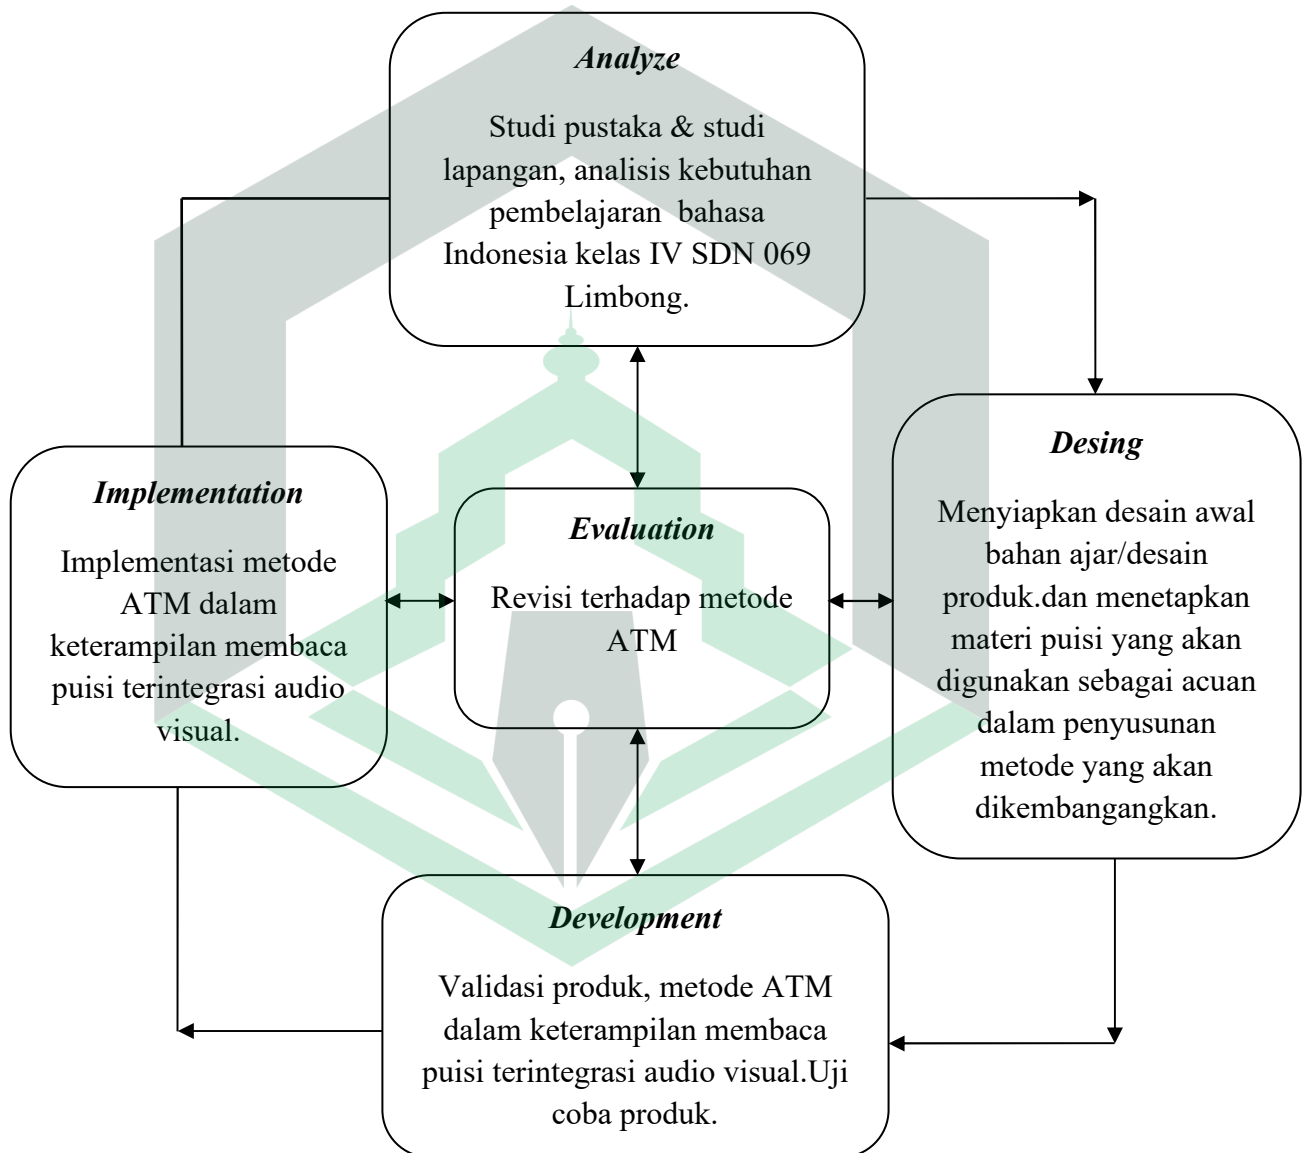 Analyze
Studi pustaka & studi
lapangan, analisis kebutuhan
pembelajaran bahasa
Indonesia kelas IV SDN 069
Limbong.
Desing
Menyiapkan desain awal
bahan ajar/desain
produk.dan menetapkan
materi puisi yang akan
digunakan sebagai acuan
dalam penyusunan
metode yang akan
dikembangangkan.
Implementation
Implementasi metode
ATM dalam
keterampilan membaca
puisi terintegrasi audio
visual.
Evaluation
Revisi terhadap metode
ATM
Development
Validasi produk, metode ATM
dalam keterampilan membaca
puisi terintegrasi audio visual.Uji
coba produk.